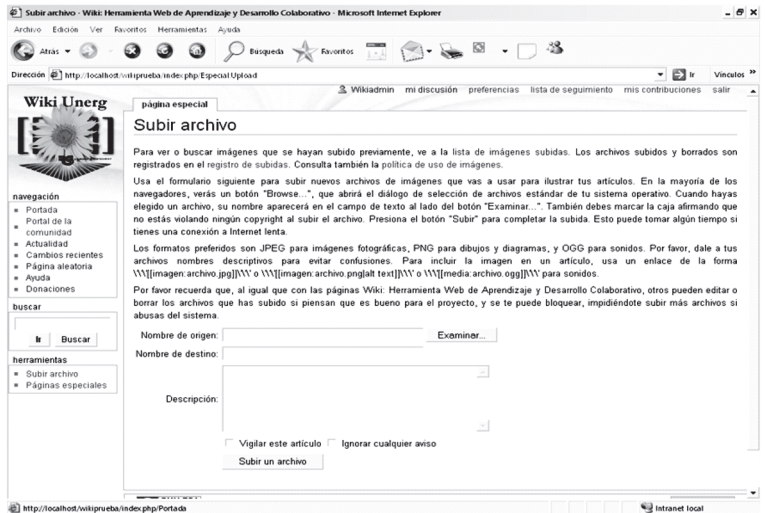 Subir archivo - Wiki: Herramienta Web de Aprendizaje y Desarrollo Colaborativo - Microsoft Internet Explorer
Archivo Edición Ver Favoritos Herramientas Ayuda
Atrás Búsqueda Favoritos
Dirección http://localhost/wikiprueba/index.php/Especial:Upload Ir Vínculos »
Wikiadmin mi discusión preferencias lista de seguimiento mis contribuciones salir
Wiki Unerg
página especial
Subir archivo
Para ver o buscar imágenes que se hayan subido previamente, ve a la lista de imágenes subidas. Los archivos subidos y borrados son
registrados en el registro de subidas. Consulta también la política de uso de imágenes.
Usa el formulario siguiente para subir nuevos archivos de imágenes que vas a usar para ilustrar tus artículos. En la mayoría de los
navegadores, verás un botón "Browse...", que abrirá el diálogo de selección de archivos estándar de tu sistema operativo. Cuando hayas
elegido un archivo, su nombre aparecerá en el campo de texto al lado del botón "Examinar...". También debes marcar la caja afirmando que
no estás violando ningún copyright al subir el archivo. Presiona el botón "Subir" para completar la subida. Esto puede tomar algún tiempo si
tienes una conexión a Internet lenta.
Los formatos preferidos son JPEG para imágenes fotográficas, PNG para dibujos y diagramas, y OGG para sonidos. Por favor, dale a tus
archivos nombres descriptivos para evitar confusiones. Para incluir la imagen en un artículo, usa un enlace de la forma
\\\'[[imagen:archivo.jpg]]\\\' o \\\'[[imagen:archivo.png|alt text]]\\\' o \\\'[[media:archivo.ogg]]\\\' para sonidos.
Por favor recuerda que, al igual que con las páginas Wiki: Herramienta Web de Aprendizaje y Desarrollo Colaborativo, otros pueden editar o
borrar los archivos que has subido si piensan que es bueno para el proyecto, y se te puede bloquear, impidiéndote subir más archivos si
abusas del sistema.
Nombre de origen: Examinar...
Nombre de destino:
Descripción:
Vigilar este artículo Ignorar cualquier aviso
Subir un archivo
navegación
Portada
Portal de la
comunidad
Actualidad
Cambios recientes
Página aleatoria
Ayuda
Donaciones
buscar
Ir Buscar
herramientas
Subir archivo
Páginas especiales
http://localhost/wikiprueba/index.php/Portada Intranet local